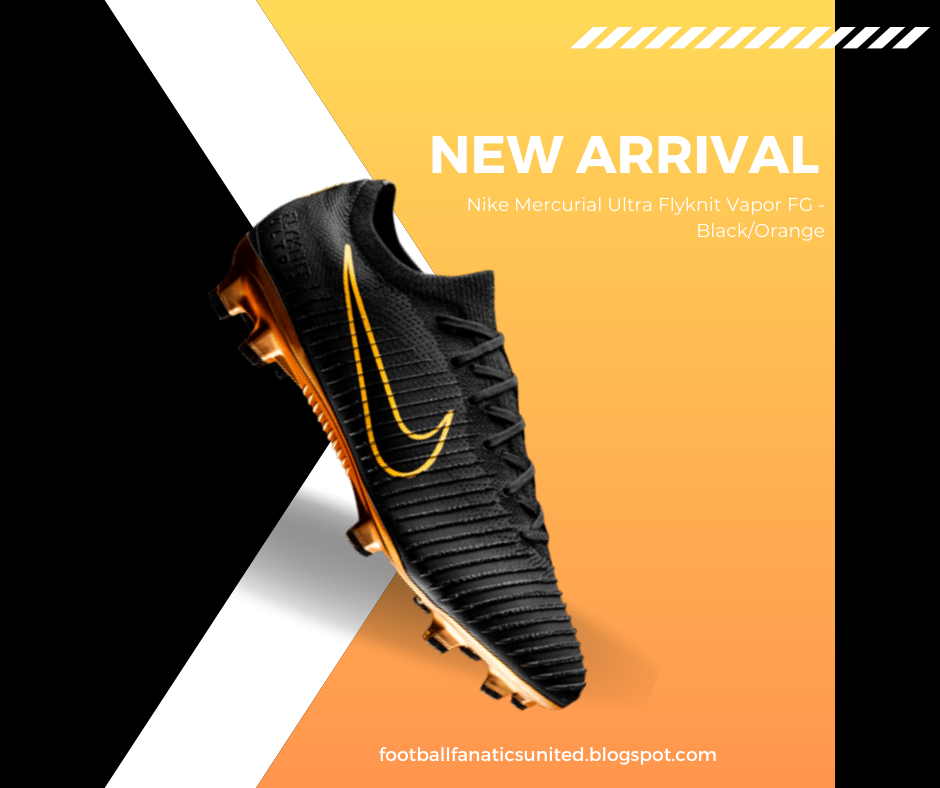 NEW ARRIVAL
Nike Mercurial Ultra Flyknit Vapor FG -
Black/Orange
footballfanaticsunited.blogspot.com